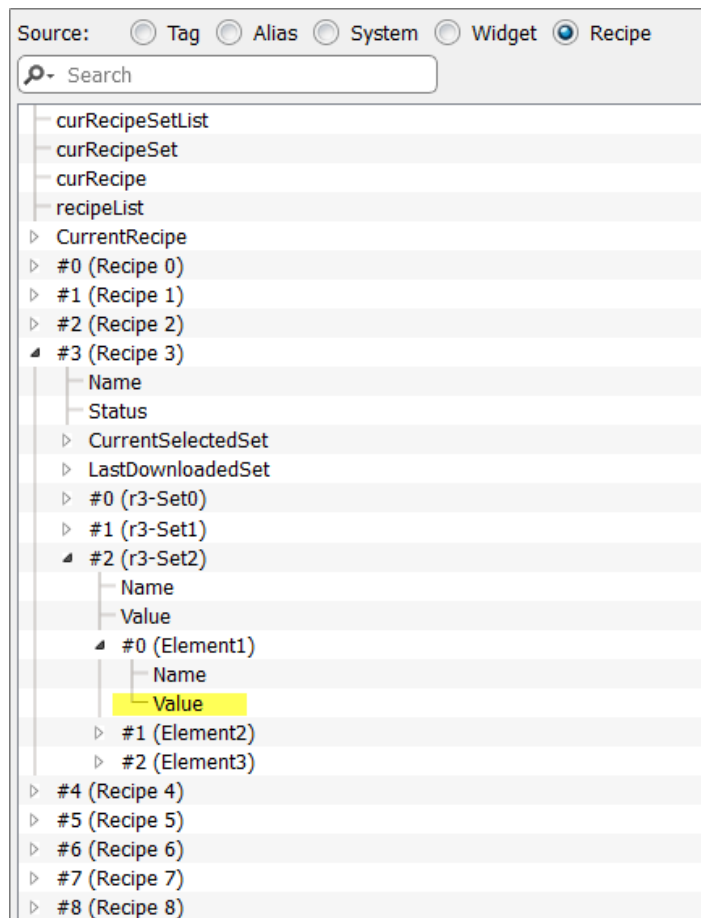 Source: Tag Alias System Widget Recipe
Search
curRecipeSetList
curRecipeSet
curRecipe
recipeList
CurrentRecipe
#0 (Recipe 0)
#1 (Recipe 1)
#2 (Recipe 2)
#3 (Recipe 3)
Name
Status
CurrentSelectedSet
LastDownloadedSet
#0 (r3-Set0)
#1 (r3-Set1)
#2 (r3-Set2)
Name
Value
#0 (Element1)
Name
Value
#1 (Element2)
#2 (Element3)
#4 (Recipe 4)
#5 (Recipe 5)
#6 (Recipe 6)
#7 (Recipe 7)
#8 (Recipe 8)